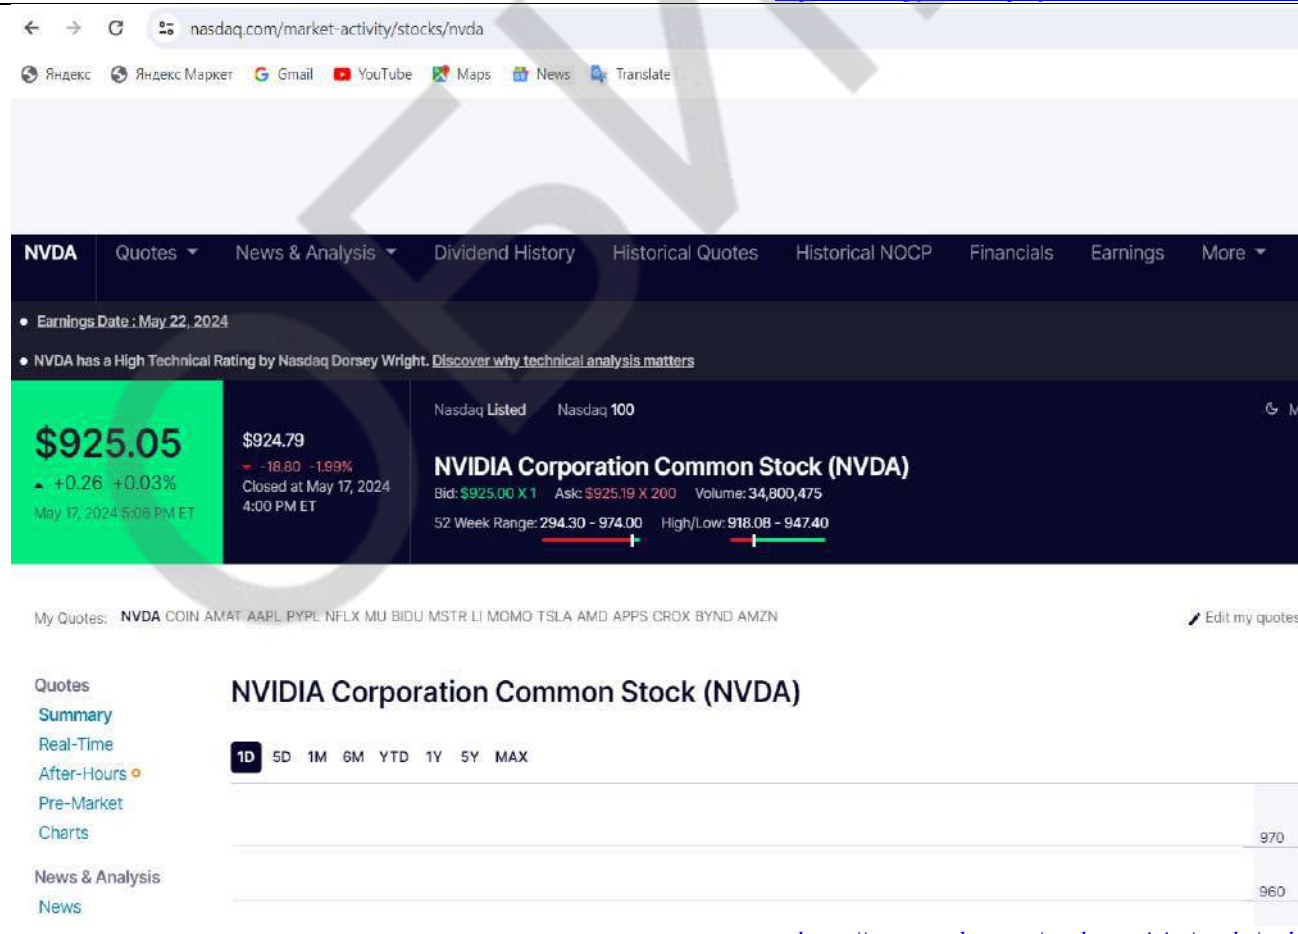 nasdaq.com/market-activity/stocks/nvda
Яндекс Яндекс Маркет Gmail YouTube Maps News Translate
NVDA Quotes News & Analysis Dividend History Historical Quotes Historical NOCP Financials Earnings More
Earnings Date : May 22, 2024
NVDA has a High Technical Rating by Nasdaq Dorsey Wright. Discover why technical analysis matters
Nasdaq Listed Nasdaq 100
$925.05
+0.26 +0.03%
May 17, 2024 5:06 PM ET
$924.79
-18.80 -1.99%
Closed at May 17, 2024
4:00 PM ET
NVIDIA Corporation Common Stock (NVDA)
Bid: $925.00 X 1 Ask: $925.19 X 200 Volume: 34,800,475
52 Week Range: 294.30 - 974.00 High/Low: 918.08 - 947.40
My Quotes: NVDA COIN AMAT AAPL PYPL NFLX MU BIDU MSTR LI MOMO TSLA AMD APPS CROX BYND AMZN
Edit my quotes
Quotes
Summary
Real-Time
After-Hours
Pre-Market
Charts
News & Analysis
News
NVIDIA Corporation Common Stock (NVDA)
1D 5D 1M 6M YTD 1Y 5Y MAX
970
960